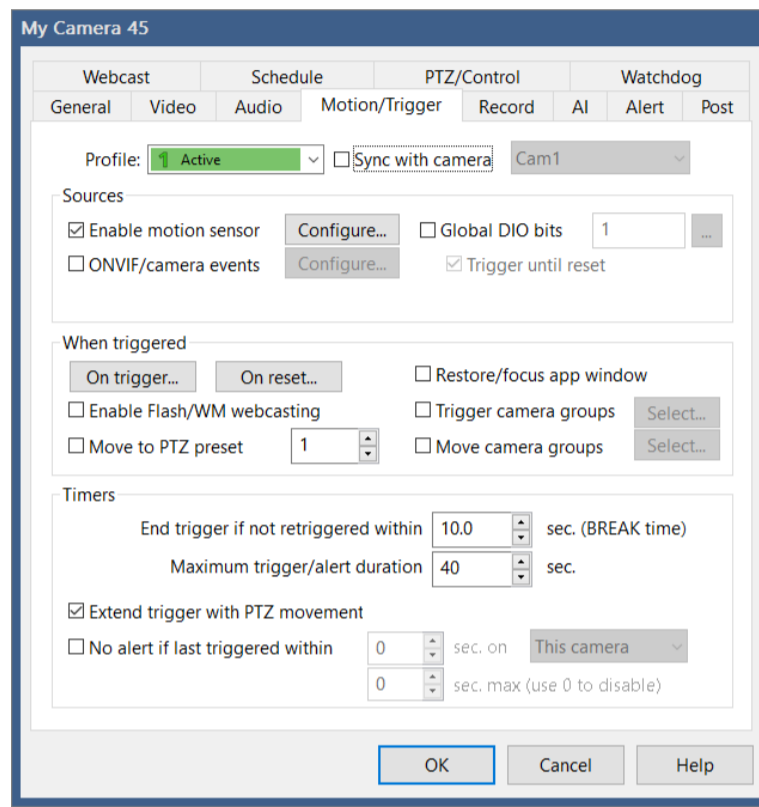 My Camera 45
Webcast Schedule PTZ/Control Watchdog
General Video Audio Motion/Trigger Record AI Alert Post
Profile: 1 Active Sync with camera Cam1
Sources
Enable motion sensor Configure... Global DIO bits 1 ...
ONVIF/camera events Configure... Trigger until reset
When triggered
On trigger... On reset... Restore/focus app window
Enable Flash/WM webcasting Trigger camera groups Select...
Move to PTZ preset 1 Move camera groups Select...
Timers
End trigger if not retriggered within 10.0 sec. (BREAK time)
Maximum trigger/alert duration 40 sec.
Extend trigger with PTZ movement
No alert if last triggered within 0 sec. on This camera
0 sec. max (use 0 to disable)
OK Cancel Help